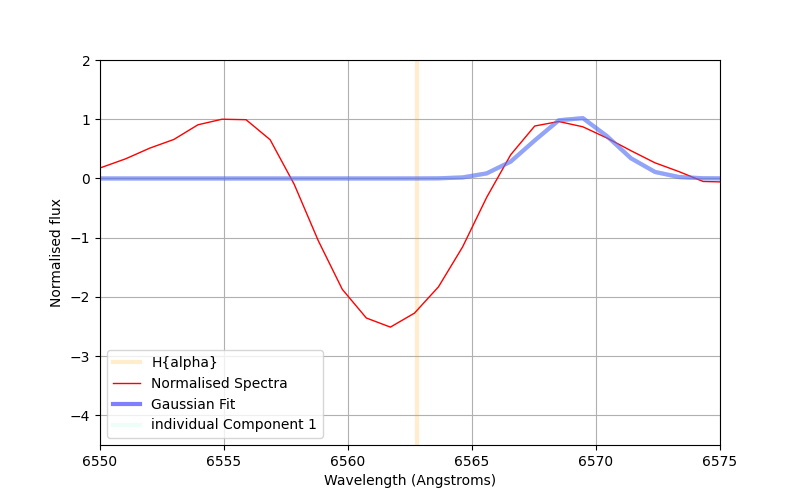 2
1
0
−1
−2
−3
−4
Normalised flux
H{alpha}
Normalised Spectra
Gaussian Fit
individual Component 1
6550 6555 6560 6565 6570 6575
Wavelength (Angstroms)